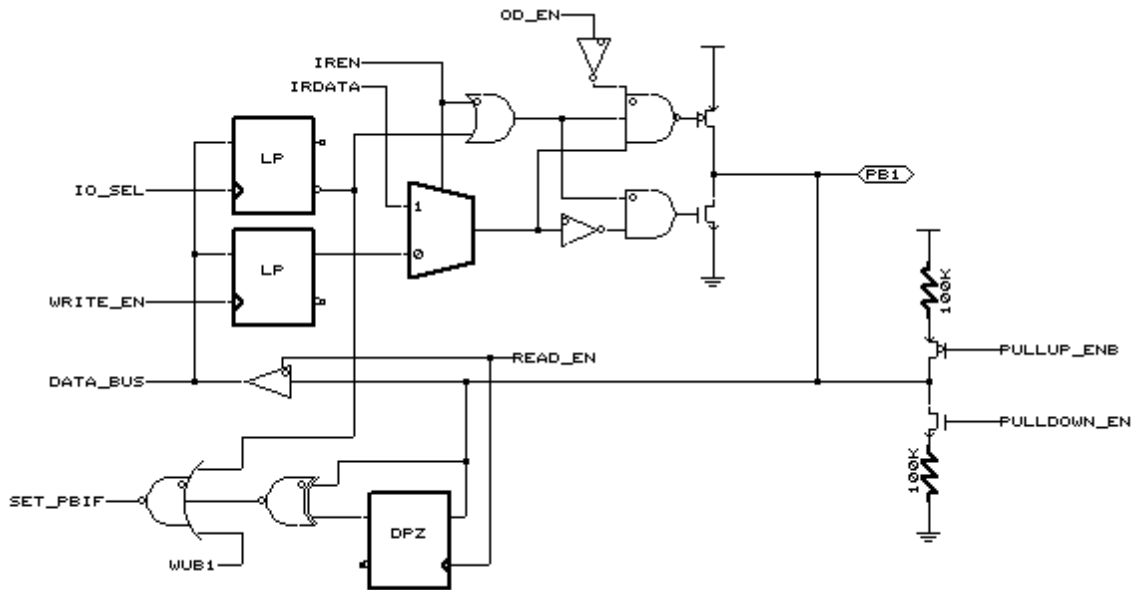 OD_EN
IREN
IRDATA
LP
IO_SEL
1
PB1
LP
0
WRITE_EN
100K
READ_EN
PULLUP_ENB
DATA_BUS
PULLDOWN_EN
100K
SET_PBIF
DPZ
WUB1